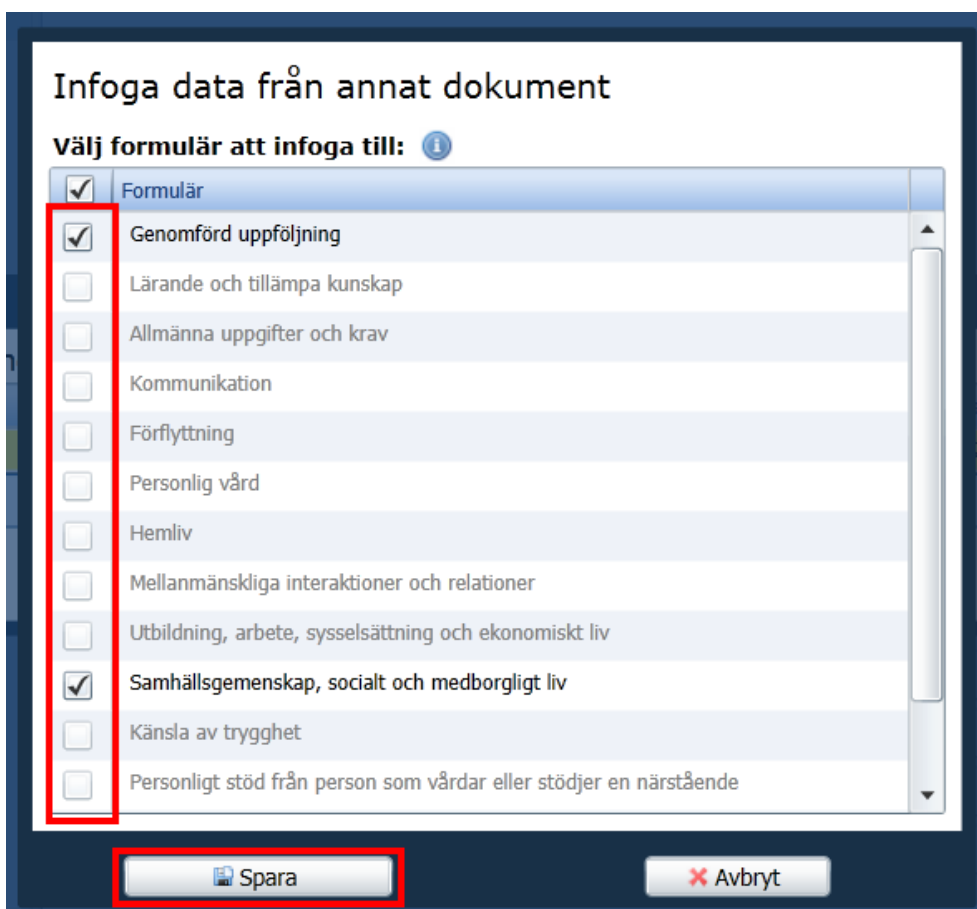 Infoga data från annat dokument
Välj formulär att infoga till:
Formulär
Genomförd uppföljning
Lärande och tillämpa kunskap
Allmänna uppgifter och krav
Kommunikation
Förflyttning
Personlig vård
Hemliv
Mellanmänskliga interaktioner och relationer
Utbildning, arbete, sysselsättning och ekonomiskt liv
Samhällsgemenskap, socialt och medborgligt liv
Känsla av trygghet
Personligt stöd från person som vårdar eller stödjer en närstående
Spara
Avbryt